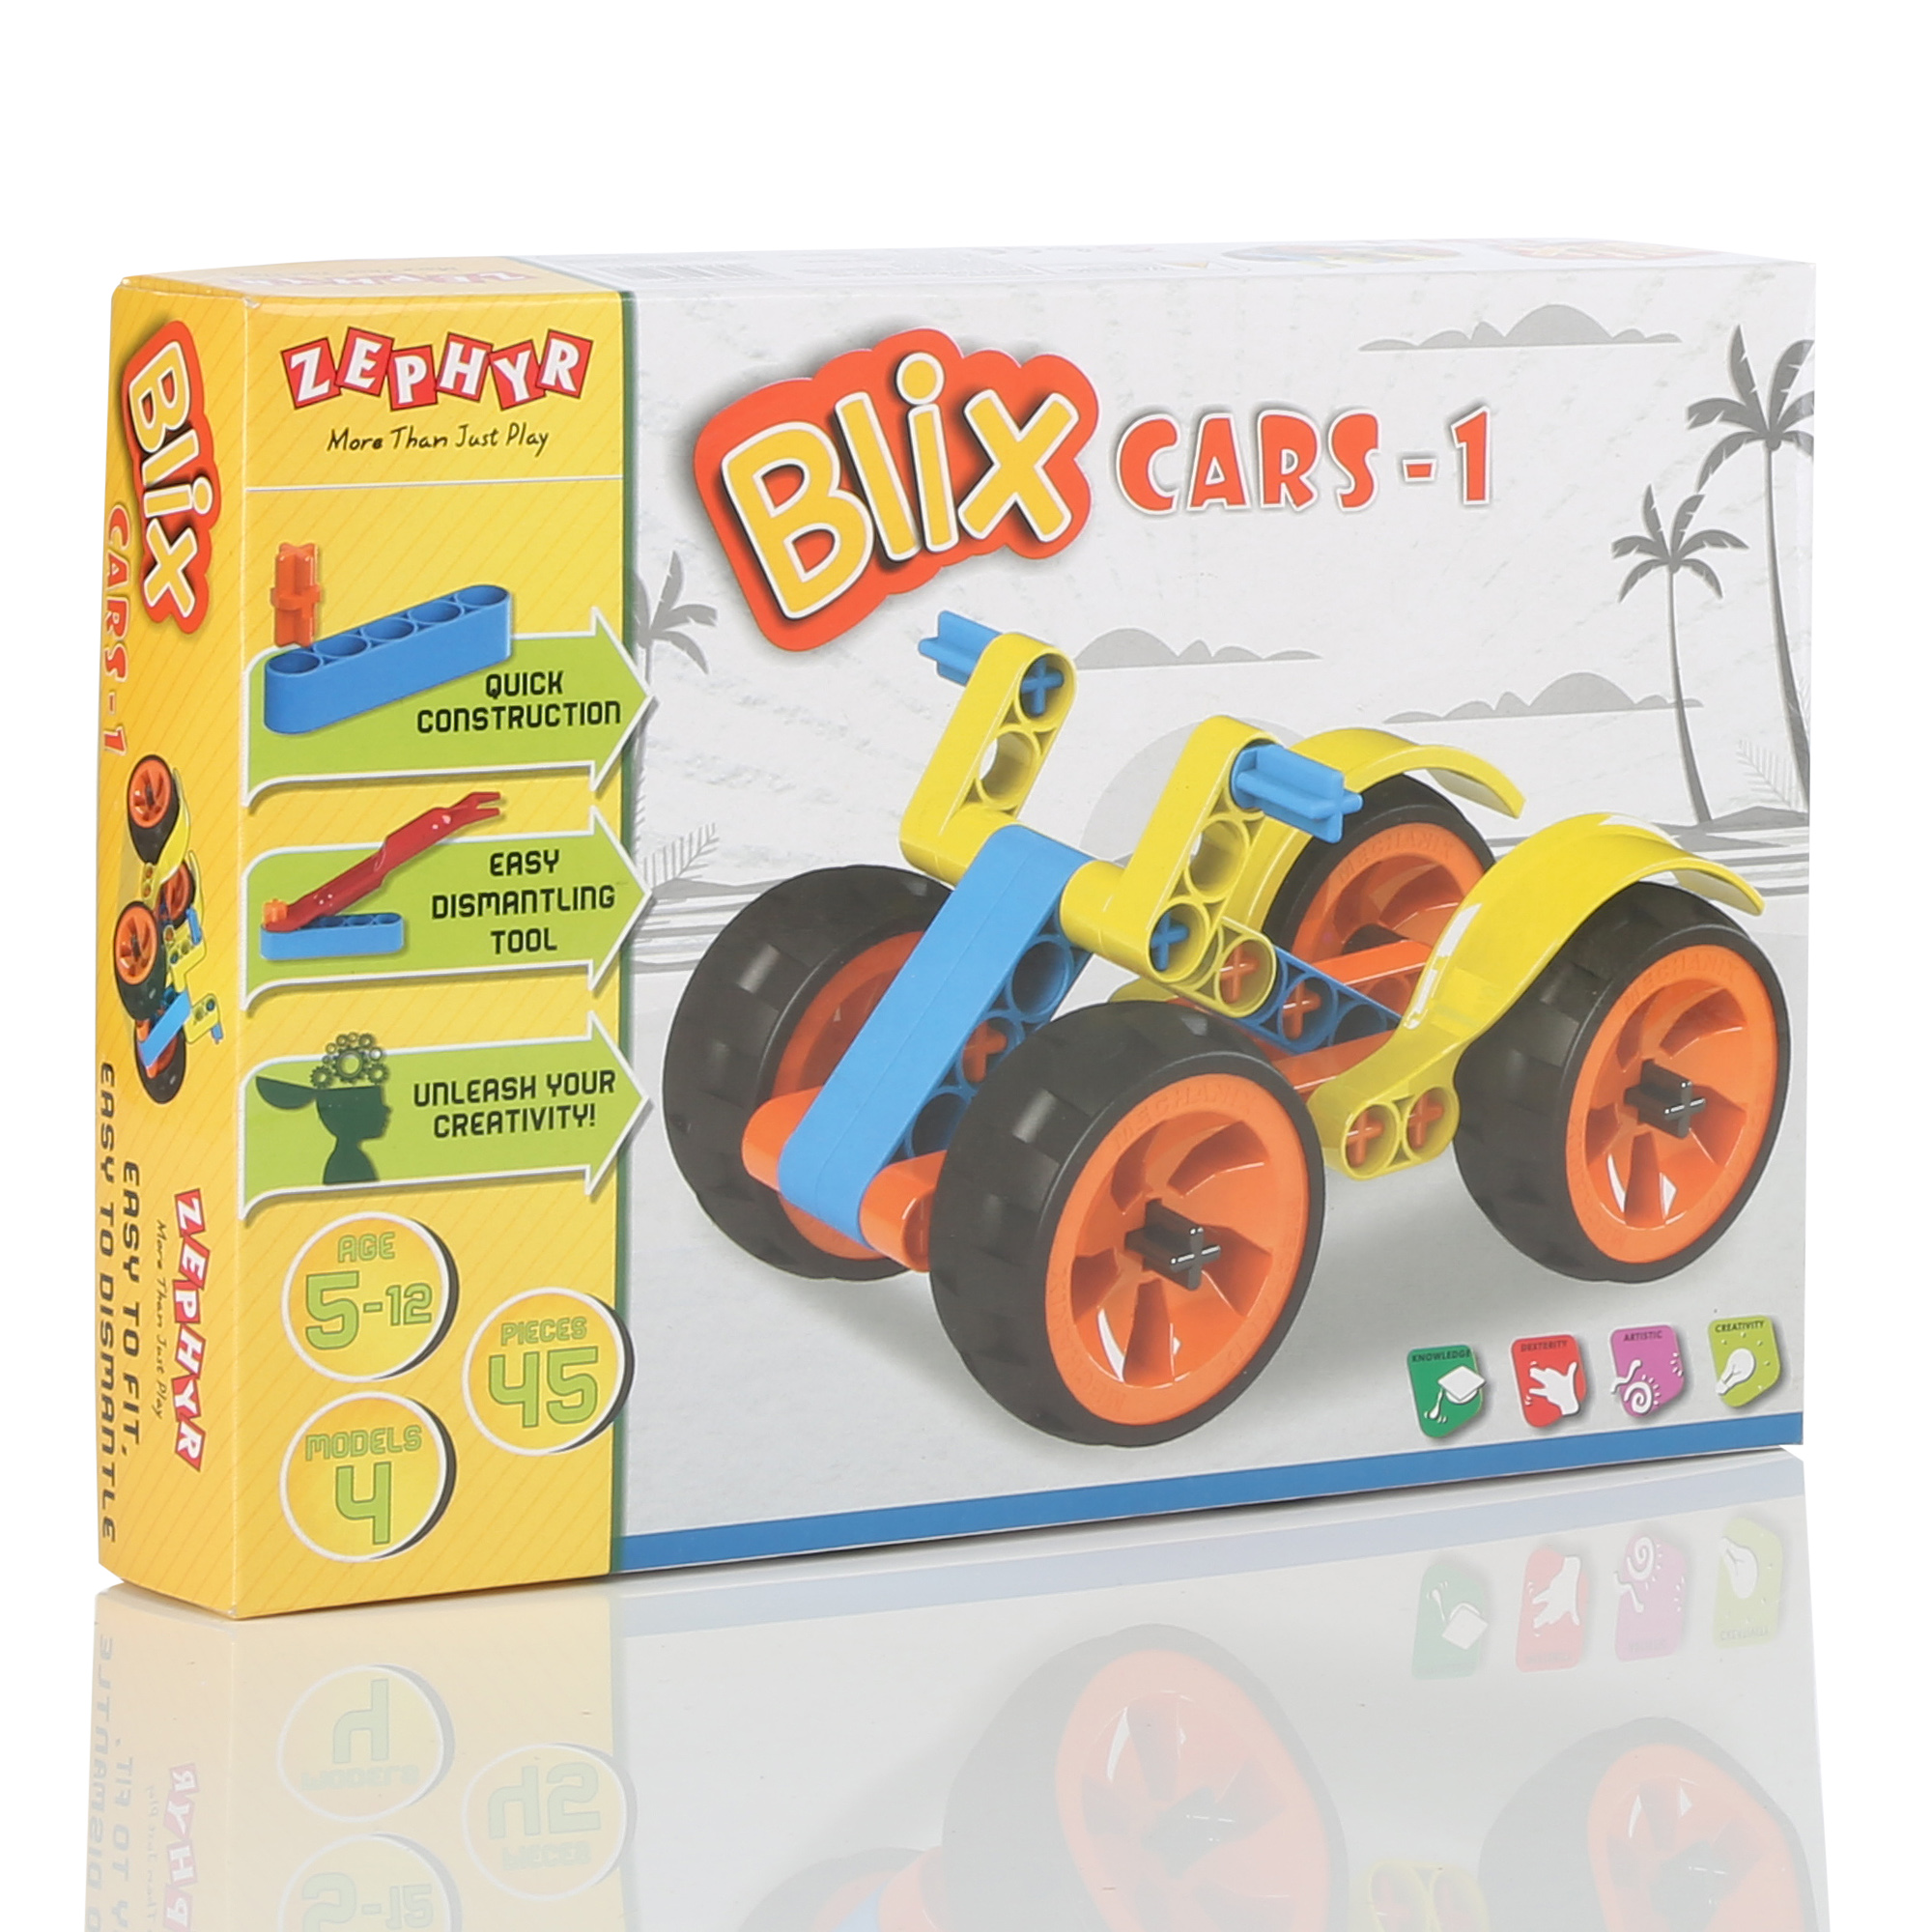 ZEPHYR
More Than Just Play
Blix CARS-1
QUICK
CONSTRUCTION
EASY
DISMANTLING
TOOL
UNLEASH YOUR
CREATIVITY!
AGE
5-12
PIECES
45
MODELS
4
KNOWLEDGE
DEXTERITY
ARTISTIC
CREATIVITY
Blix
CARS-1
EASY TO FIT,
EASY TO DISMANTLE
ZEPHYR
More Than Just Play